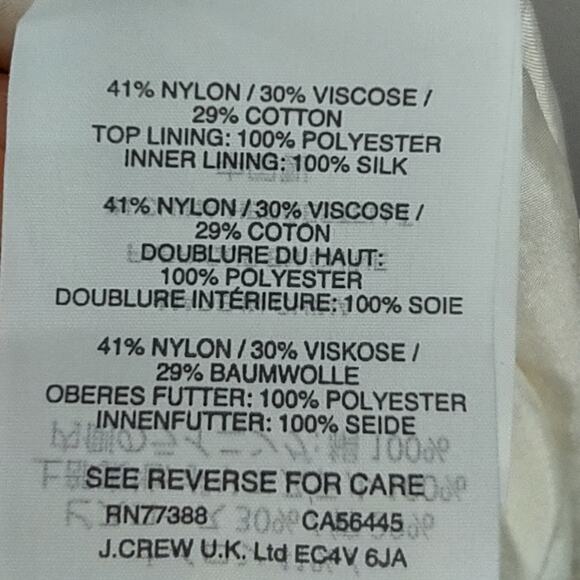 41% NYLON / 30% VISCOSE /
29% COTTON
TOP LINING: 100% POLYESTER
INNER LINING: 100% SILK
41% NYLON / 30% VISCOSE /
29% COTON
DOUBLURE DU HAUT:
100% POLYESTER
DOUBLURE INTÉRIEURE: 100% SOIE
41% NYLON / 30% VISKOSE /
29% BAUMWOLLE
OBERES FUTTER: 100% POLYESTER
INNENFUTTER: 100% SEIDE
SEE REVERSE FOR CARE
RN77388 CA56445
J.CREW U.K. Ltd EC4V 6JA